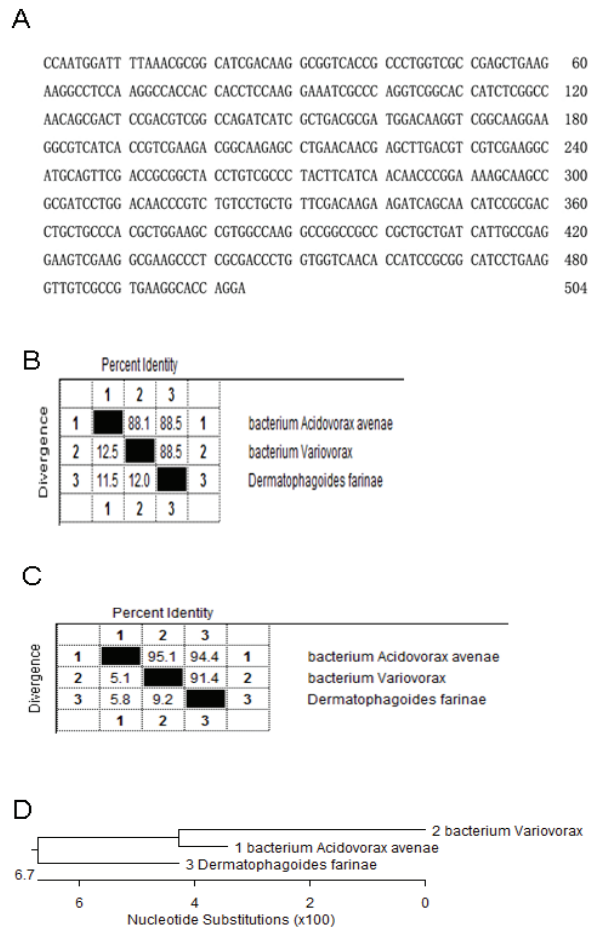 A
CCAATGGATT TTAAACGCGG CATCGACAAG GCGGTCACCG CCCTGGTCGC CGAGCTGAAG 60
AAGGCCTCCA AGGCCACCAC CACCTCCAAG GAAATCGCCC AGGTCGGCAC CATCTCGGCC 120
AACAGCGACT CCGACGTCGG CCAGATCATC GCTGACGCGA TGGACAAGGT CGGCAAGGAA 180
GGCGTCATCA CCGTCGAAGA CGGCAAGAGC CTGAACAACG AGCTTGACGT CGTCGAAGGC 240
ATGCAGTTCG ACCGCGGCTA CCTGTCGCCC TACTTCATCA ACAACCCGGA AAAGCAAGCC 300
GCGATCCTGG ACAACCCGTC TGTCCTGCTG TTCGACAAGA AGATCAGCAA CATCCGCGAC 360
CTGCTGCCCA CGCTGGAAGC CGTGGCCAAG GCCGGCCGCC CGCTGCTGAT CATTGCCGAG 420
GAAGTCGAAG GCGAAGCCCT CGCGACCCTG GTGGTCAACA CCATCCGCGG CATCCTGAAG 480
GTTGTCGCCG TGAAGGCACC AGGA 504
B
Percent Identity
1 2 3
1 88.1 88.5 1 bacterium Acidovorax avenae
2 12.5 88.5 2 bacterium Variovorax
3 11.5 12.0 3 Dermatophagoides farinae
1 2 3
Divergence
C
Percent Identity
1 2 3
1 95.1 94.4 1 bacterium Acidovorax avenae
2 5.1 91.4 2 bacterium Variovorax
3 5.8 9.2 3 Dermatophagoides farinae
1 2 3
Divergence
D
2 bacterium Variovorax
1 bacterium Acidovorax avenae
3 Dermatophagoides farinae
6.7
6 4 2 0
Nucleotide Substitutions (x100)